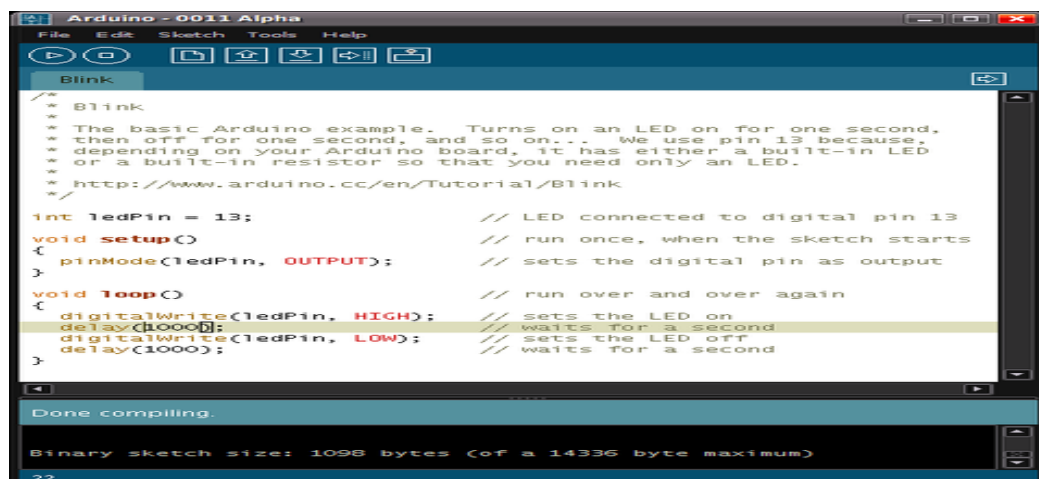 Arduino - 0011 Alpha
File Edit Sketch Tools Help
Blink
/*
 * Blink
 *
 * The basic Arduino example.  Turns on an LED on for one second,
 * then off for one second, and so on...  We use pin 13 because,
 * depending on your Arduino board, it has either a built-in LED
 * or a built-in resistor so that you need only an LED.
 *
 * http://www.arduino.cc/en/Tutorial/Blink
 */
int ledPin = 13;                // LED connected to digital pin 13
void setup()                    // run once, when the sketch starts
{
  pinMode(ledPin, OUTPUT);      // sets the digital pin as output
}
void loop()                     // run over and over again
{
  digitalWrite(ledPin, HIGH);   // sets the LED on
  delay(1000);                  // waits for a second
  digitalWrite(ledPin, LOW);    // sets the LED off
  delay(1000);                  // waits for a second
}
Done compiling.
Binary sketch size: 1098 bytes (of a 14336 byte maximum)
22